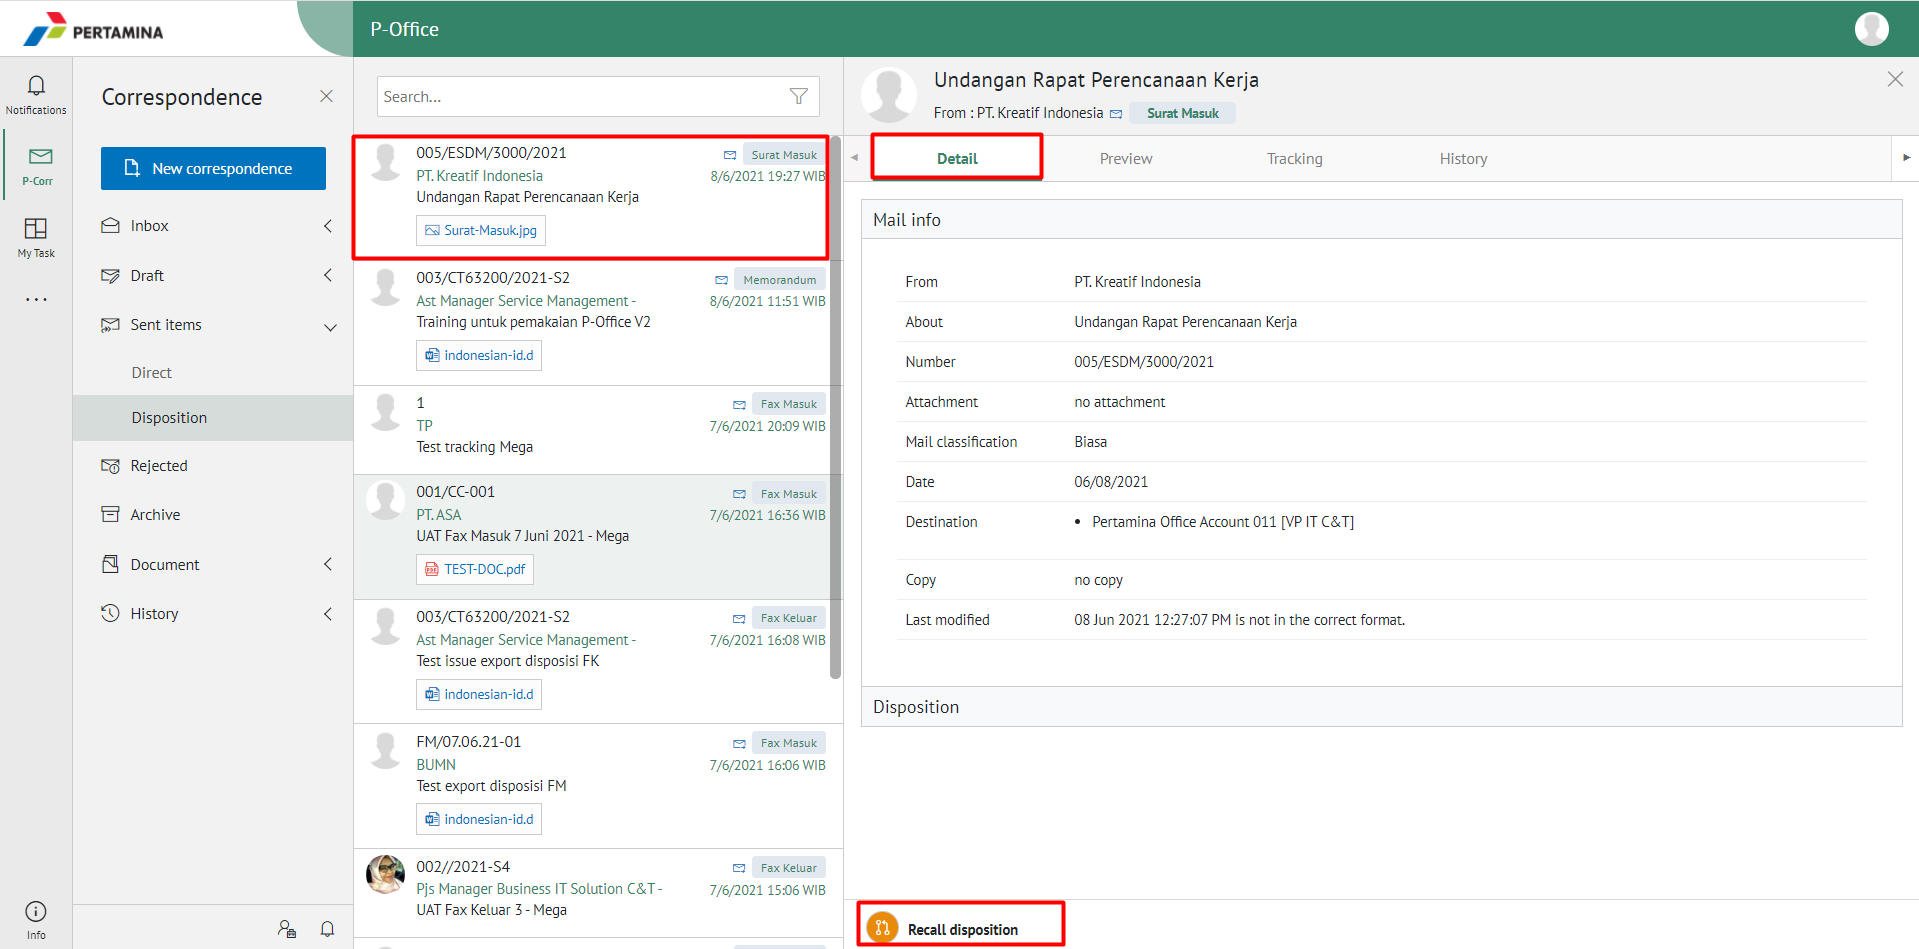 PERTAMINA
P-Office
Notifications
P-Corr
My Task
Info
Correspondence
New correspondence
Inbox
Draft
Sent items
Direct
Disposition
Rejected
Archive
Document
History
Search...
005/ESDM/3000/2021
Surat Masuk
PT. Kreatif Indonesia
8/6/2021 19:27 WIB
Undangan Rapat Perencanaan Kerja
Surat-Masuk.jpg
003/CT63200/2021-S2
Memorandum
Ast Manager Service Management -
8/6/2021 11:51 WIB
Training untuk pemakaian P-Office V2
indonesian-id.d
1
Fax Masuk
TP
7/6/2021 20:09 WIB
Test tracking Mega
001/CC-001
Fax Masuk
PT. ASA
7/6/2021 16:36 WIB
UAT Fax Masuk 7 Juni 2021 - Mega
TEST-DOC.pdf
003/CT63200/2021-S2
Fax Keluar
Ast Manager Service Management -
7/6/2021 16:08 WIB
Test issue export disposisi FK
indonesian-id.d
FM/07.06.21-01
Fax Masuk
BUMN
7/6/2021 16:06 WIB
Test export disposisi FM
indonesian-id.d
002//2021-S4
Fax Keluar
Pjs Manager Business IT Solution C&T -
7/6/2021 15:06 WIB
UAT Fax Keluar 3 - Mega
Undangan Rapat Perencanaan Kerja
From : PT. Kreatif Indonesia
Surat Masuk
Detail
Preview
Tracking
History
Mail info
From PT. Kreatif Indonesia
About Undangan Rapat Perencanaan Kerja
Number 005/ESDM/3000/2021
Attachment no attachment
Mail classification Biasa
Date 06/08/2021
Destination • Pertamina Office Account 011 [VP IT C&T]
Copy no copy
Last modified 08 Jun 2021 12:27:07 PM is not in the correct format.
Disposition
Recall disposition